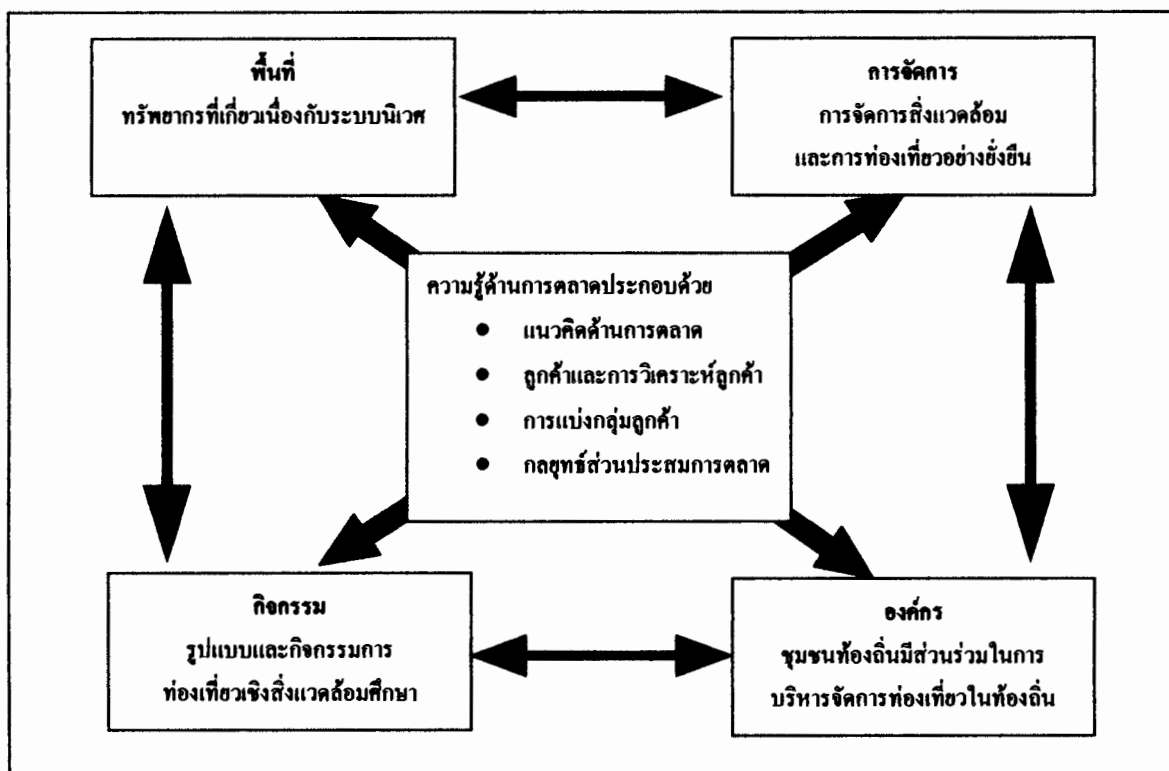 พื้นที่
ทรัพยากรที่เกี่ยวเนื่องกับระบบนิเวศ
การจัดการ
การจัดการสิ่งแวดล้อม
และการท่องเที่ยวอย่างยั่งยืน
ความรู้ด้านการตลาดประกอบด้วย
● แนวคิดด้านการตลาด
● ลูกค้าและการวิเคราะห์ลูกค้า
● การแบ่งกลุ่มลูกค้า
● กลยุทธ์ส่วนประสมการตลาด
กิจกรรม
รูปแบบและกิจกรรมการ
ท่องเที่ยวเชิงสิ่งแวดล้อมศึกษา
องค์กร
ชุมชนท้องถิ่นมีส่วนร่วมในการ
บริหารจัดการท่องเที่ยวในท้องถิ่น